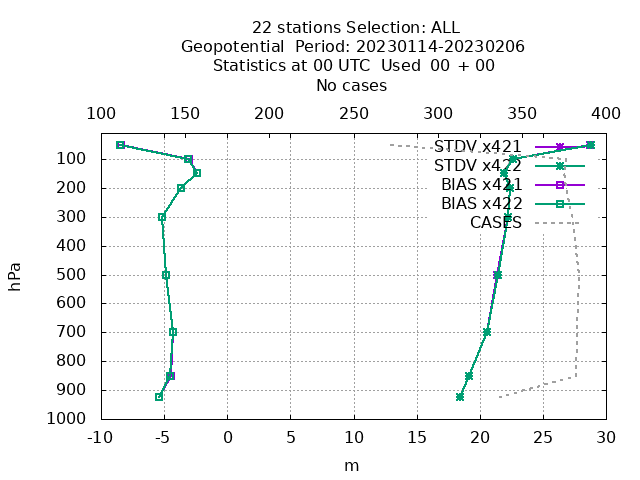 22 stations Selection: ALL
Geopotential  Period: 20230114-20230206
Statistics at 00 UTC  Used  00 + 00
No cases
100 150 200 250 300 350 400
STDV x421
STDV x422
BIAS x421
BIAS x422
CASES
100
200
300
400
500
600
700
800
900
1000
hPa
-10 -5 0 5 10 15 20 25 30
m